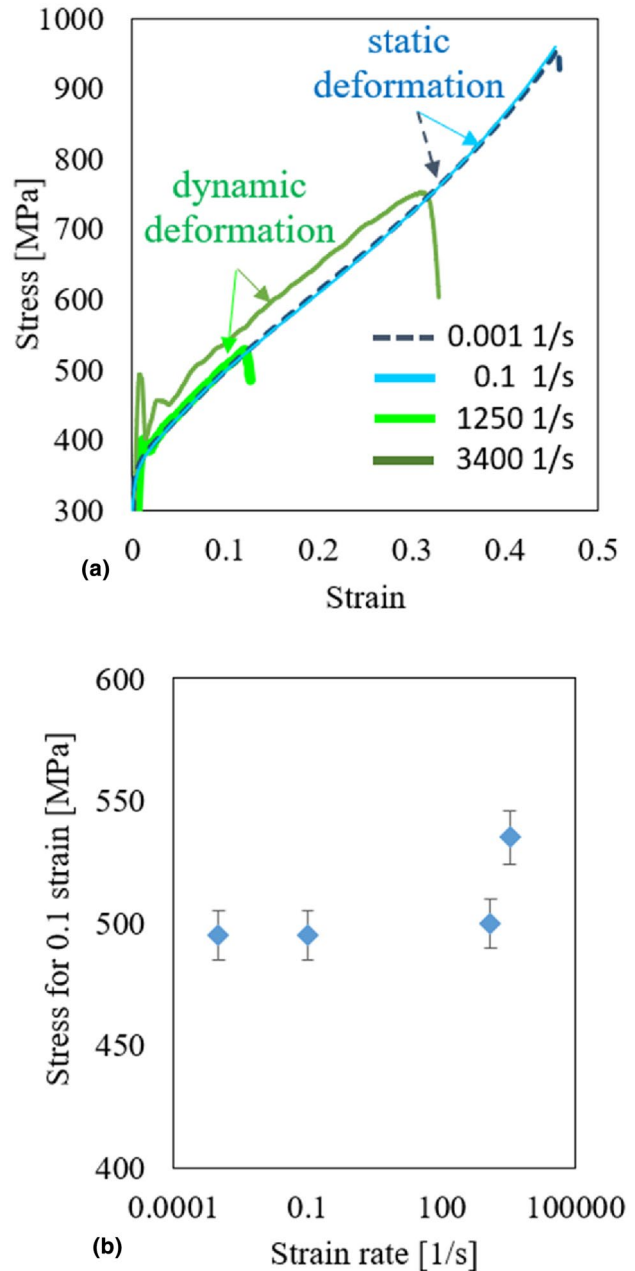 1000
900
800
700
600
500
400
300
Stress [MPa]
static
deformation
dynamic
deformation
0.001 1/s
0.1 1/s
1250 1/s
3400 1/s
0 0.1 0.2 0.3 0.4 0.5
(a)
Strain
600
550
500
450
400
Stress for 0.1 strain [MPa]
0.0001 0.1 100 100000
(b)
Strain rate [1/s]